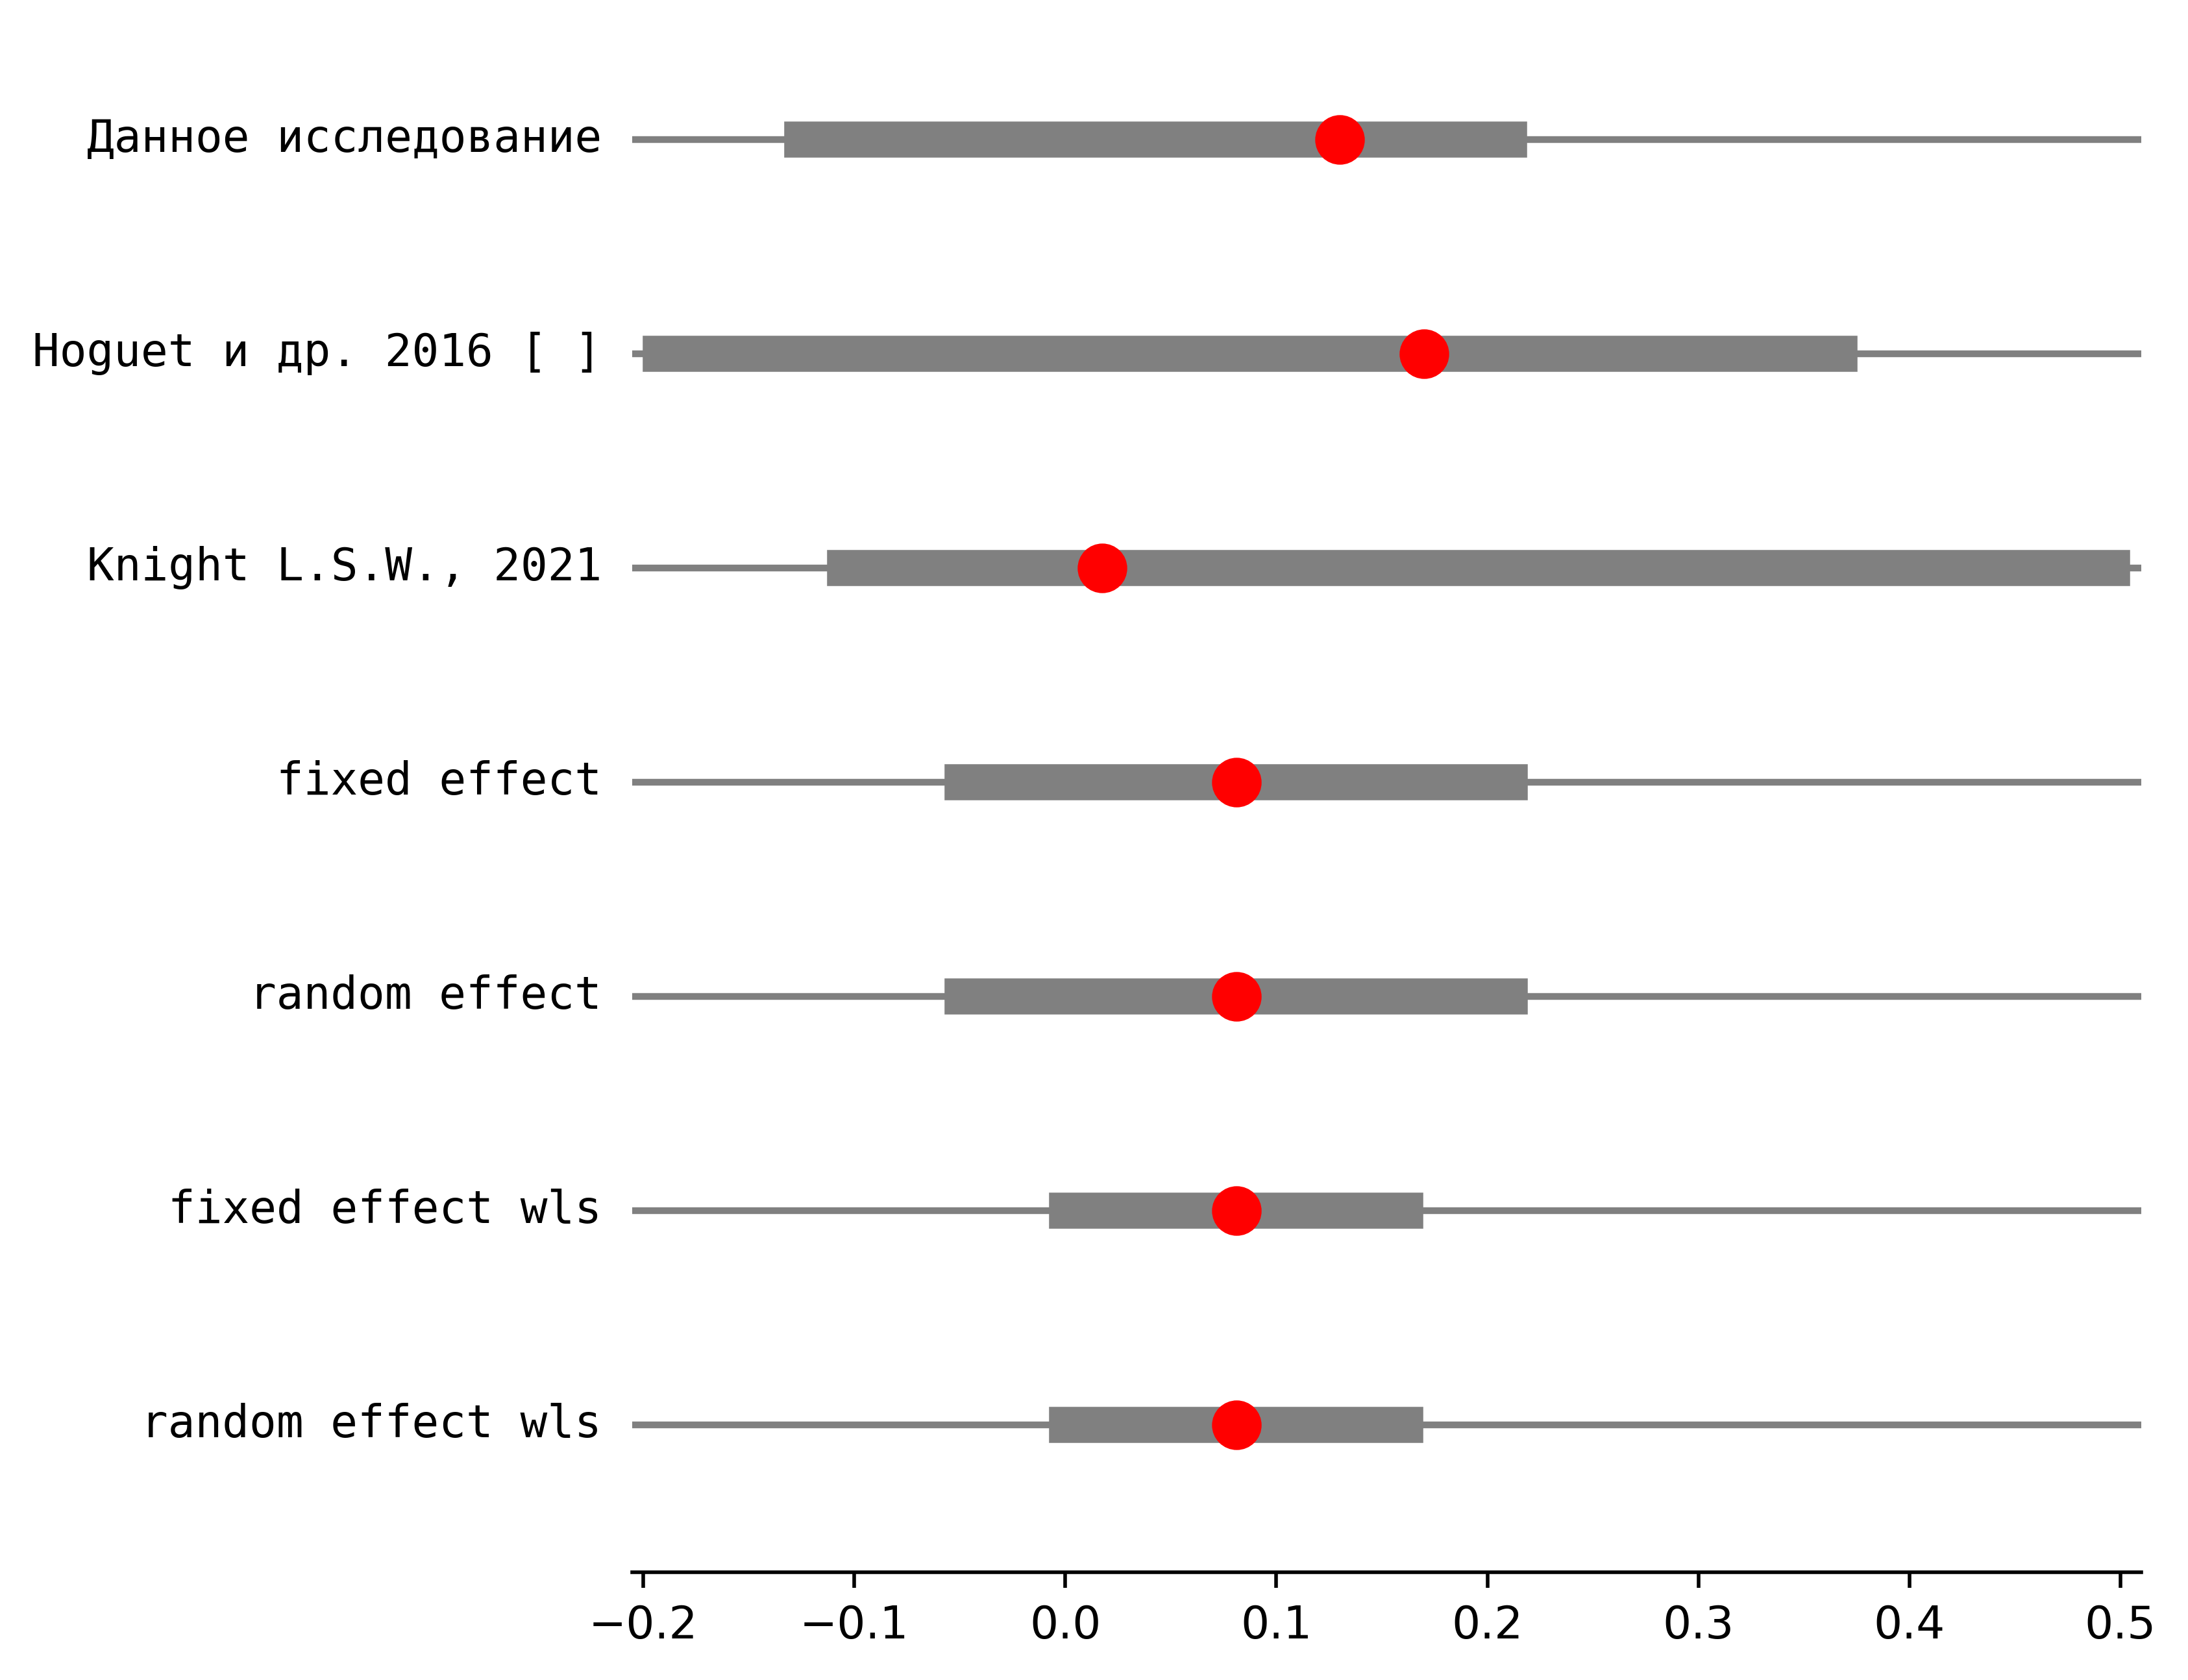 Данное исследование
Hoguet и др. 2016 [ ]
Knight L.S.W., 2021
fixed effect
random effect
fixed effect wls
random effect wls
−0.2 −0.1 0.0 0.1 0.2 0.3 0.4 0.5